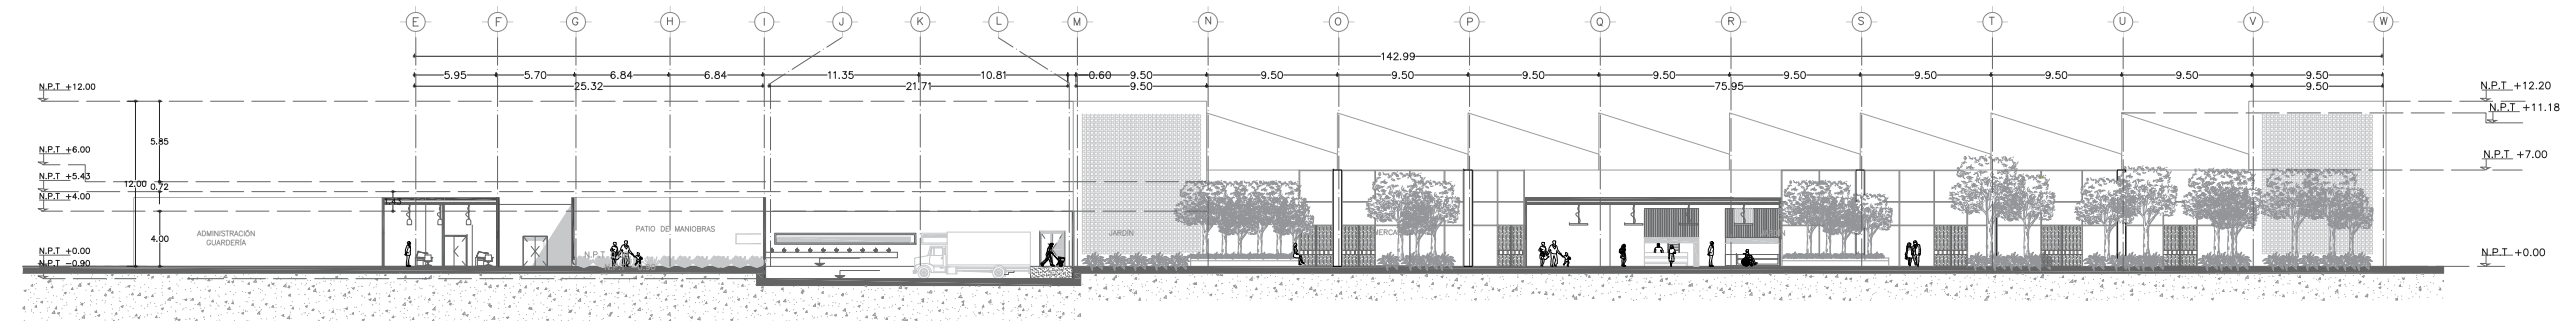 E F G H I J K L M N O P Q R S T U V W
142.99
5.95 5.70 6.84 6.84 11.35 10.81 0.60 9.50 9.50 9.50 9.50 9.50 9.50 9.50 9.50 9.50 9.50
25.32 21.71 9.50 75.95 9.50
N.P.T +12.00
N.P.T +12.20
N.P.T +11.18
5.85
N.P.T +6.00
N.P.T +7.00
N.P.T +5.43
12.00 0.72
N.P.T +4.00
1.43
ADMINISTRACIÓN
GUARDERÍA
4.00
PATIO DE MANIOBRAS
JARDIN
MERCA
N.P.T +0.00
N.P.T
N.P.T +0.00
N.P.T -0.90